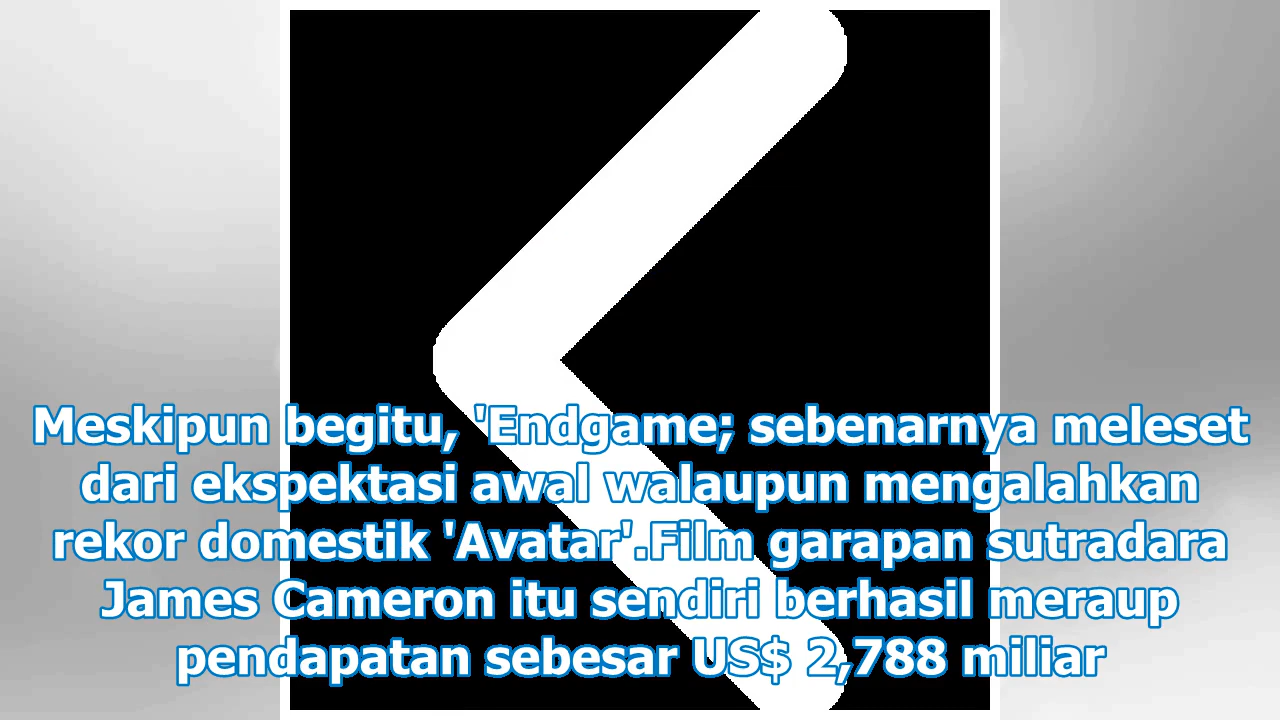 Meskipun begitu, 'Endgame; sebenarnya meleset
dari ekspektasi awal walaupun mengalahkan
rekor domestik 'Avatar'.Film garapan sutradara
James Cameron itu sendiri berhasil meraup
pendapatan sebesar US$ 2,788 miliar